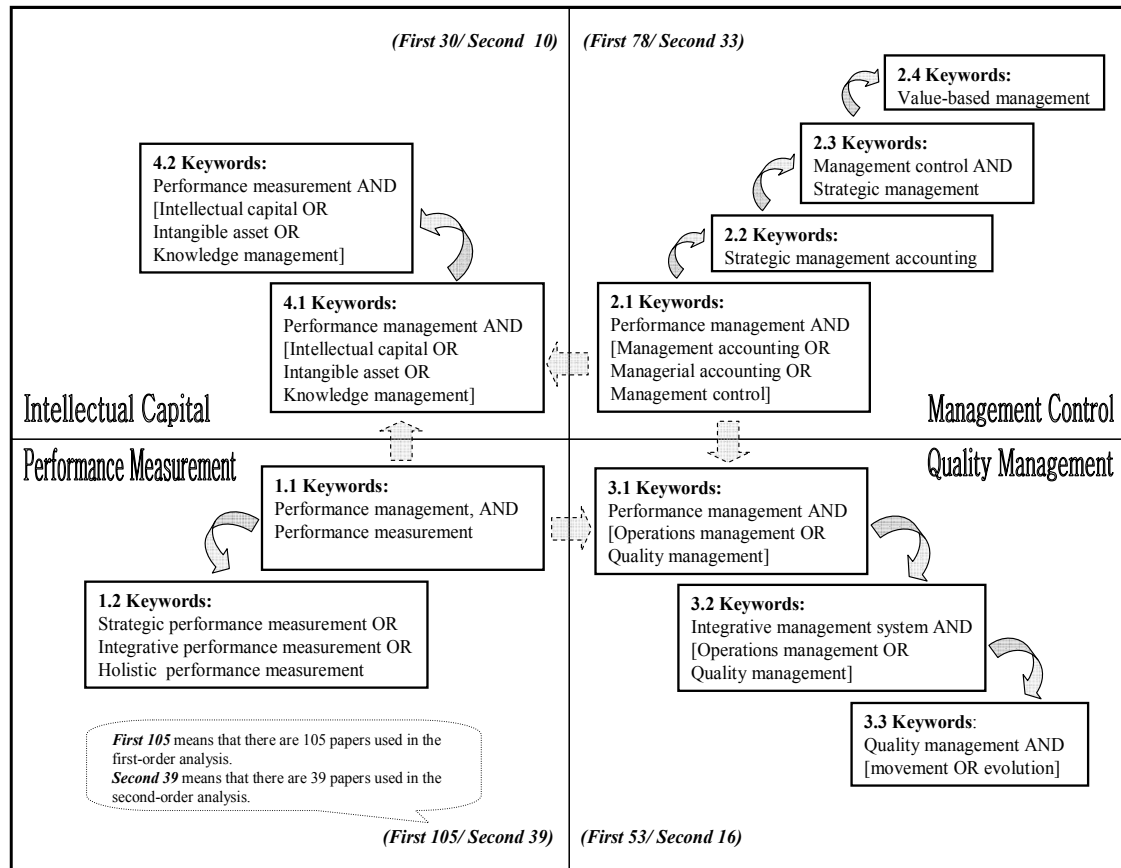 (First 30/ Second 10)
4.2 Keywords:
Performance measurement AND
[Intellectual capital OR
Intangible asset OR
Knowledge management]
4.1 Keywords:
Performance management AND
[Intellectual capital OR
Intangible asset OR
Knowledge management]
Intellectual Capital
(First 78/ Second 33)
2.4 Keywords:
Value-based management
2.3 Keywords:
Management control AND
Strategic management
2.2 Keywords:
Strategic management accounting
2.1 Keywords:
Performance management AND
[Management accounting OR
Managerial accounting OR
Management control]
Management Control
Performance Measurement
1.1 Keywords:
Performance management, AND
Performance measurement
1.2 Keywords:
Strategic performance measurement OR
Integrative performance measurement OR
Holistic performance measurement
First 105 means that there are 105 papers used in the
first-order analysis.
Second 39 means that there are 39 papers used in the
second-order analysis.
(First 105/ Second 39)
Quality Management
3.1 Keywords:
Performance management AND
[Operations management OR
Quality management]
3.2 Keywords:
Integrative management system AND
[Operations management OR
Quality management]
3.3 Keywords:
Quality management AND
[movement OR evolution]
(First 53/ Second 16)